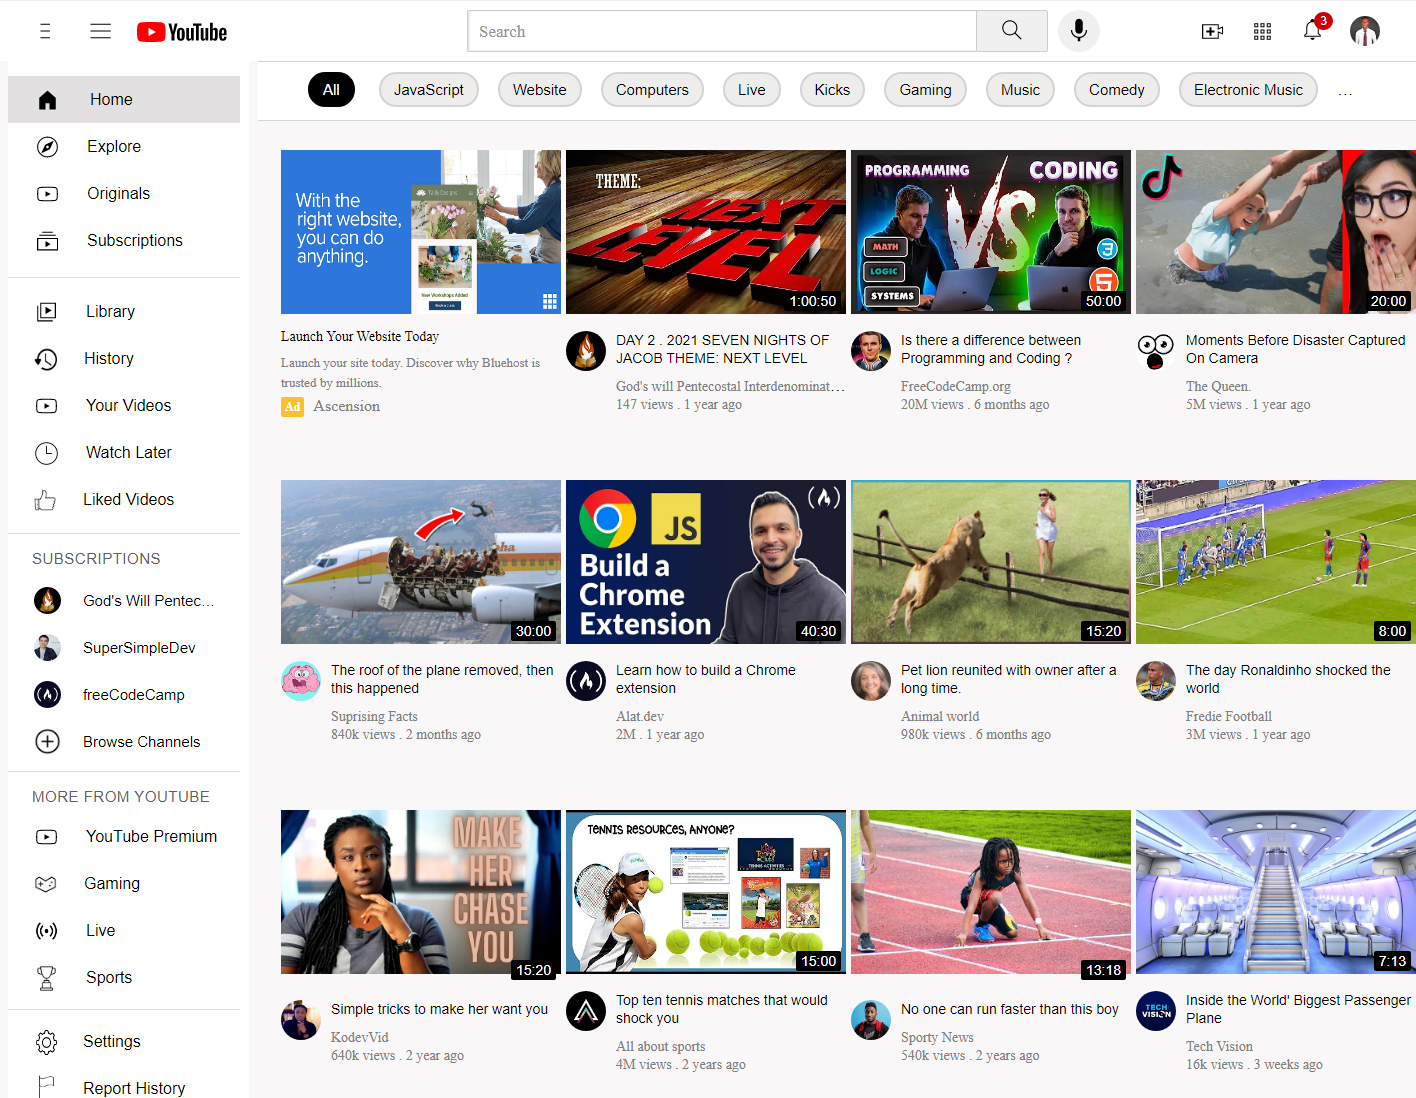 YouTube
Search
3
Home
Explore
Originals
Subscriptions
Library
History
Your Videos
Watch Later
Liked Videos
SUBSCRIPTIONS
God's Will Pentec...
SuperSimpleDev
freeCodeCamp
Browse Channels
MORE FROM YOUTUBE
YouTube Premium
Gaming
Live
Sports
Settings
Report History
All
JavaScript
Website
Computers
Live
Kicks
Gaming
Music
Comedy
Electronic Music
...
With the
right website,
you can do
anything.
New Workshops Added
Launch Your Website Today
Launch your site today. Discover why Bluehost is
trusted by millions.
Ad Ascension
THEME:
NEXT
LEVEL
1:00:50
DAY 2 . 2021 SEVEN NIGHTS OF
JACOB THEME: NEXT LEVEL
God's will Pentecostal Interdenominat...
147 views . 1 year ago
PROGRAMMING
VS
CODING
MATH
LOGIC
SYSTEMS
3
5
50:00
Is there a difference between
Programming and Coding ?
FreeCodeCamp.org
20M views . 6 months ago
20:00
Moments Before Disaster Captured
On Camera
The Queen.
5M views . 1 year ago
30:00
The roof of the plane removed, then
this happened
Suprising Facts
840k views . 2 months ago
JS
Build a
Chrome
Extension
40:30
Learn how to build a Chrome
extension
Alat.dev
2M . 1 year ago
15:20
Pet lion reunited with owner after a
long time.
Animal world
980k views . 6 months ago
8:00
The day Ronaldinho shocked the
world
Fredie Football
3M views . 1 year ago
MAKE
HER
CHASE
YOU
15:20
Simple tricks to make her want you
KodevVid
640k views . 2 year ago
TENNIS RESOURCES, ANYONE?
TENNIS ACTIVITIES
15:00
Top ten tennis matches that would
shock you
All about sports
4M views . 2 years ago
13:18
No one can run faster than this boy
Sporty News
540k views . 2 years ago
7:13
TECH
VISION
Inside the World' Biggest Passenger
Plane
Tech Vision
16k views . 3 weeks ago